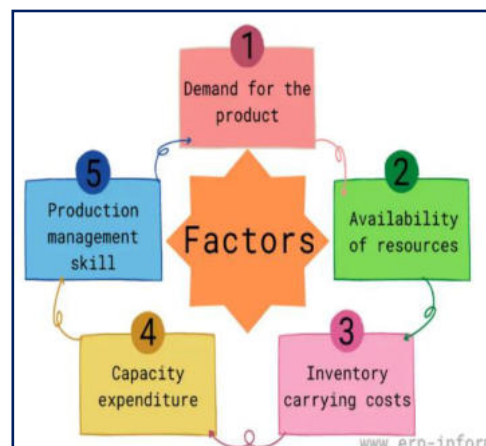 1
Demand for the
product
2
Availability
of resources
3
Inventory
carrying costs
4
Capacity
expenditure
5
Production
management
skill
Factors
www.erp-inform